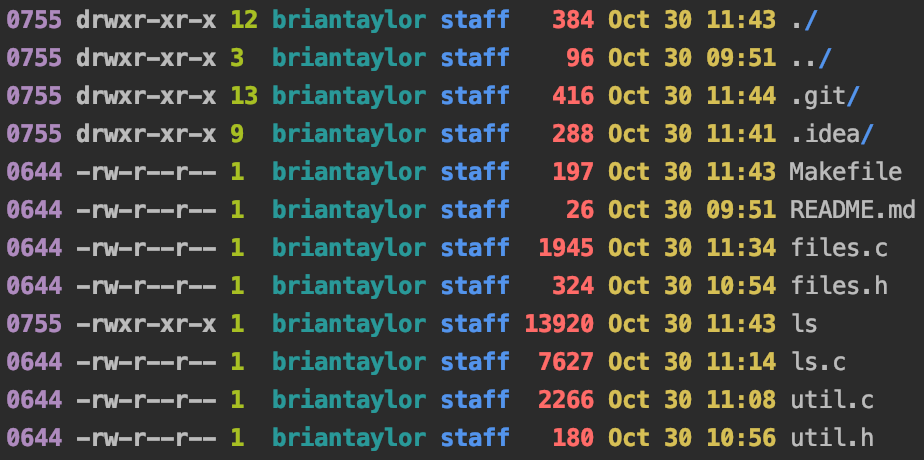 0755 drwxr-xr-x 12 briantaylor staff 384 Oct 30 11:43 ./
0755 drwxr-xr-x 3 briantaylor staff 96 Oct 30 09:51 ../
0755 drwxr-xr-x 13 briantaylor staff 416 Oct 30 11:44 .git/
0755 drwxr-xr-x 9 briantaylor staff 288 Oct 30 11:41 .idea/
0644 -rw-r--r-- 1 briantaylor staff 197 Oct 30 11:43 Makefile
0644 -rw-r--r-- 1 briantaylor staff 26 Oct 30 09:51 README.md
0644 -rw-r--r-- 1 briantaylor staff 1945 Oct 30 11:34 files.c
0644 -rw-r--r-- 1 briantaylor staff 324 Oct 30 10:54 files.h
0755 -rwxr-xr-x 1 briantaylor staff 13920 Oct 30 11:43 ls
0644 -rw-r--r-- 1 briantaylor staff 7627 Oct 30 11:14 ls.c
0644 -rw-r--r-- 1 briantaylor staff 2266 Oct 30 11:08 util.c
0644 -rw-r--r-- 1 briantaylor staff 180 Oct 30 10:56 util.h